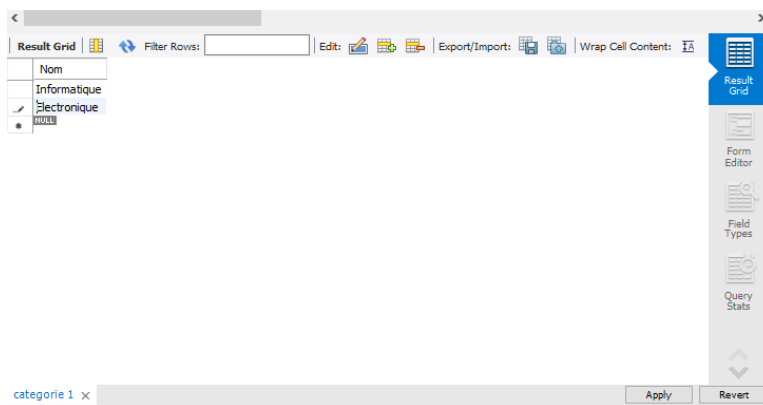 Result Grid Filter Rows: Edit: Export/Import: Wrap Cell Content: IA
Nom
Informatique
Electronique
NULL
Result Grid
Form Editor
Field Types
Query Stats
categorie 1 Apply Revert